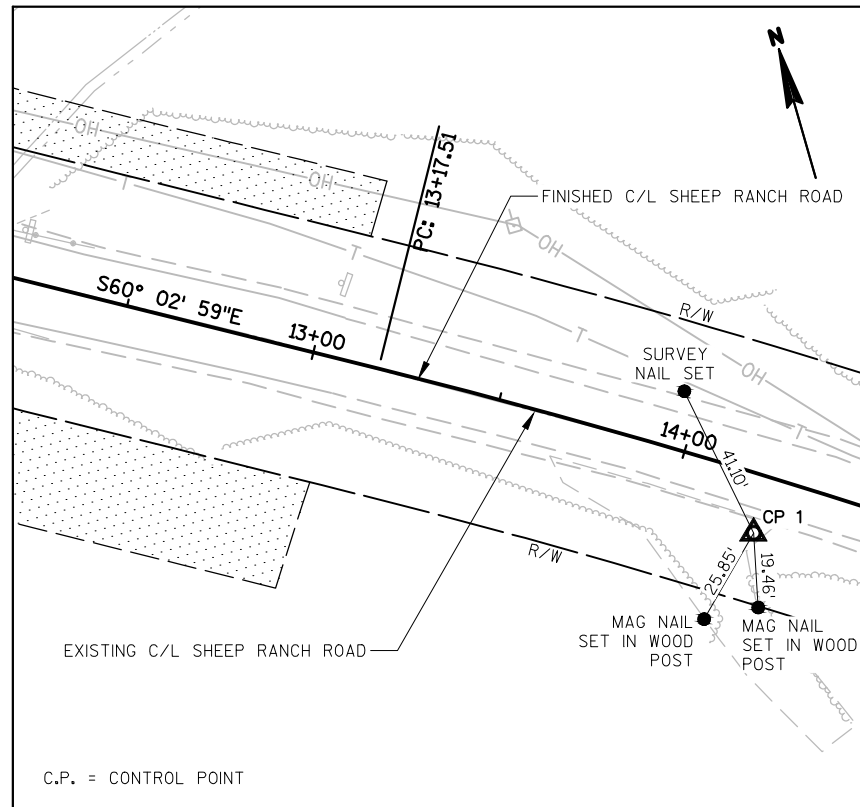 N
OH
PC: 13+17.51
T
OH
FINISHED C/L SHEEP RANCH ROAD
OH
S60° 02' 59"E
R/W
13+00
T
SURVEY
NAIL SET
OH
14+00
T
41.10'
CP 1
R/W
25.85'
19.46'
MAG NAIL
SET IN WOOD
POST
MAG NAIL
SET IN WOOD
POST
EXISTING C/L SHEEP RANCH ROAD
C.P. = CONTROL POINT